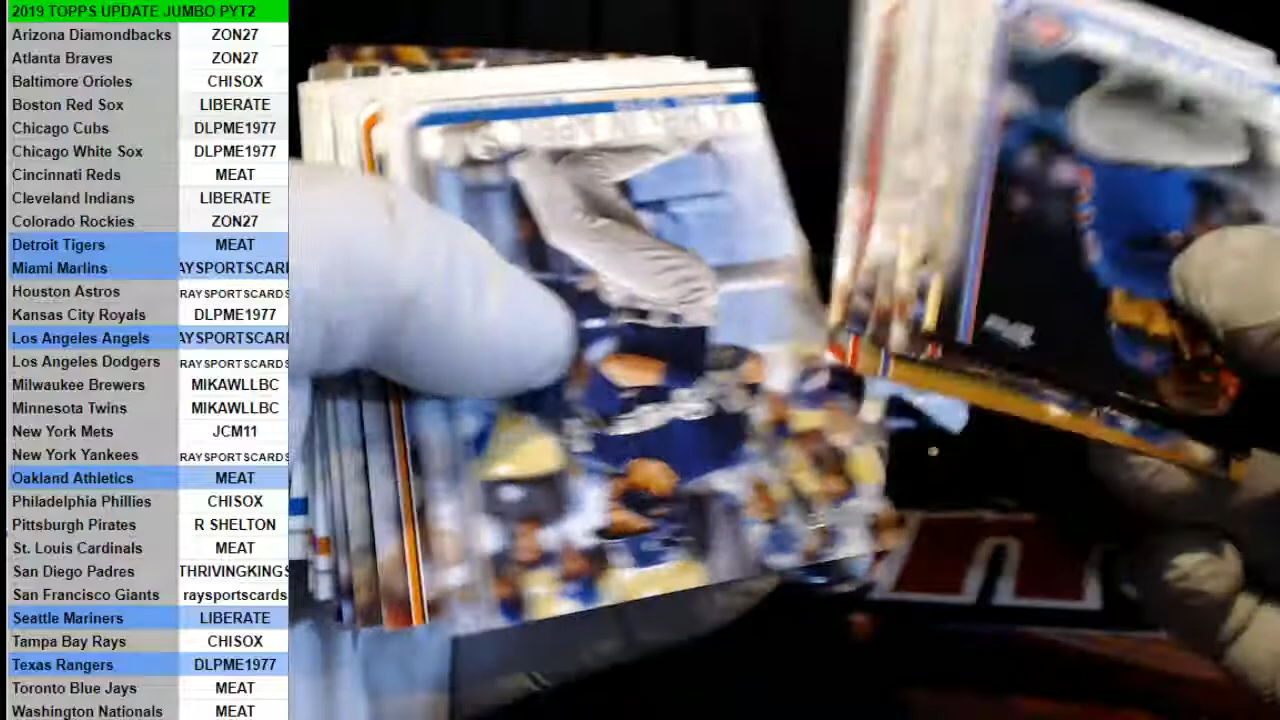 2019 TOPPS UPDATE JUMBO PYT2
Arizona Diamondbacks ZON27
Atlanta Braves ZON27
Baltimore Orioles CHISOX
Boston Red Sox LIBERATE
Chicago Cubs DLPME1977
Chicago White Sox DLPME1977
Cincinnati Reds MEAT
Cleveland Indians LIBERATE
Colorado Rockies ZON27
Detroit Tigers MEAT
Miami Marlins AYSPORTSCARI
Houston Astros RAYSPORTSCARDS
Kansas City Royals DLPME1977
Los Angeles Angels AYSPORTSCARI
Los Angeles Dodgers RAYSPORTSCARDS
Milwaukee Brewers MIKAWLLBC
Minnesota Twins MIKAWLLBC
New York Mets JCM11
New York Yankees RAYSPORTSCARDS
Oakland Athletics MEAT
Philadelphia Phillies CHISOX
Pittsburgh Pirates R SHELTON
St. Louis Cardinals MEAT
San Diego Padres THRIVINGKINGS
San Francisco Giants raysportscards
Seattle Mariners LIBERATE
Tampa Bay Rays CHISOX
Texas Rangers DLPME1977
Toronto Blue Jays MEAT
Washington Nationals MEAT